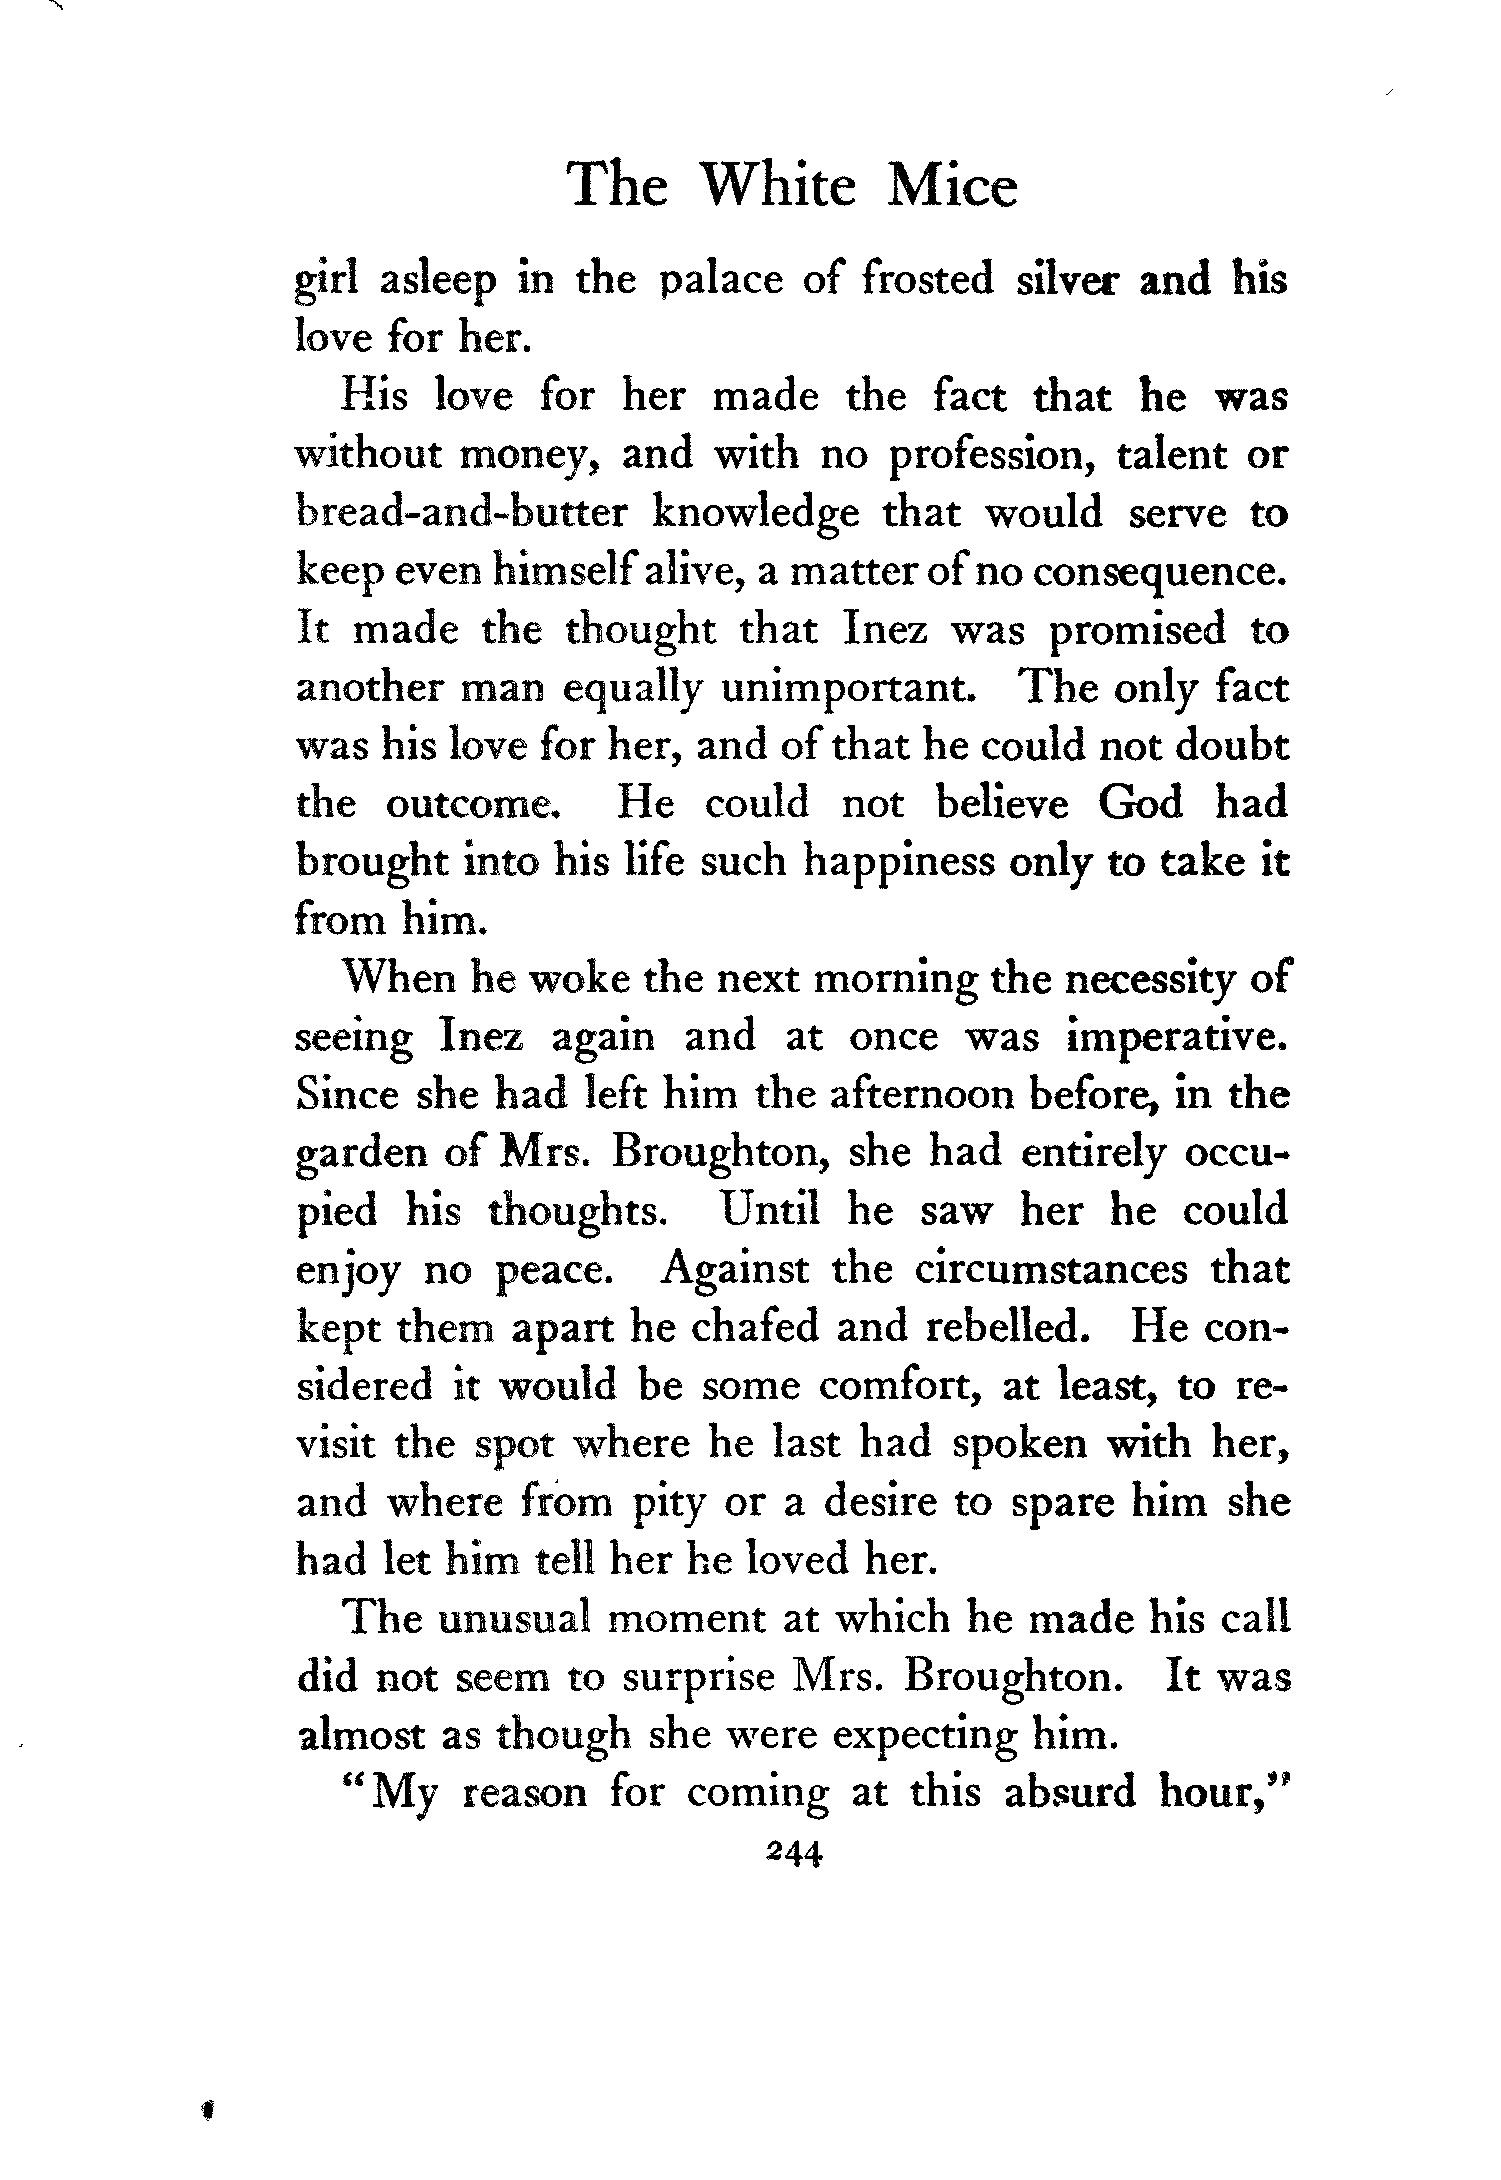 The White Mice
girl asleep in the palace of frosted silver and his
love for her.
His love for her made the fact that he was
without money, and with no profession, talent or
bread-and-butter knowledge that would serve to
keep even himself alive, a matter of no consequence.
It made the thought that Inez was promised to
another man equally unimportant. The only fact
was his love for her, and of that he could not doubt
the outcome. He could not believe God had
brought into his life such happiness only to take it
from him.
When he woke the next morning the necessity of
seeing Inez again and at once was imperative.
Since she had left him the afternoon before, in the
garden of Mrs. Broughton, she had entirely occu-
pied his thoughts. Until he saw her he could
enjoy no peace. Against the circumstances that
kept them apart he chafed and rebelled. He con-
sidered it would be some comfort, at least, to re-
visit the spot where he last had spoken with her,
and where from pity or a desire to spare him she
had let him tell her he loved her.
The unusual moment at which he made his call
did not seem to surprise Mrs. Broughton. It was
almost as though she were expecting him.
"My reason for coming at this absurd hour,"
244